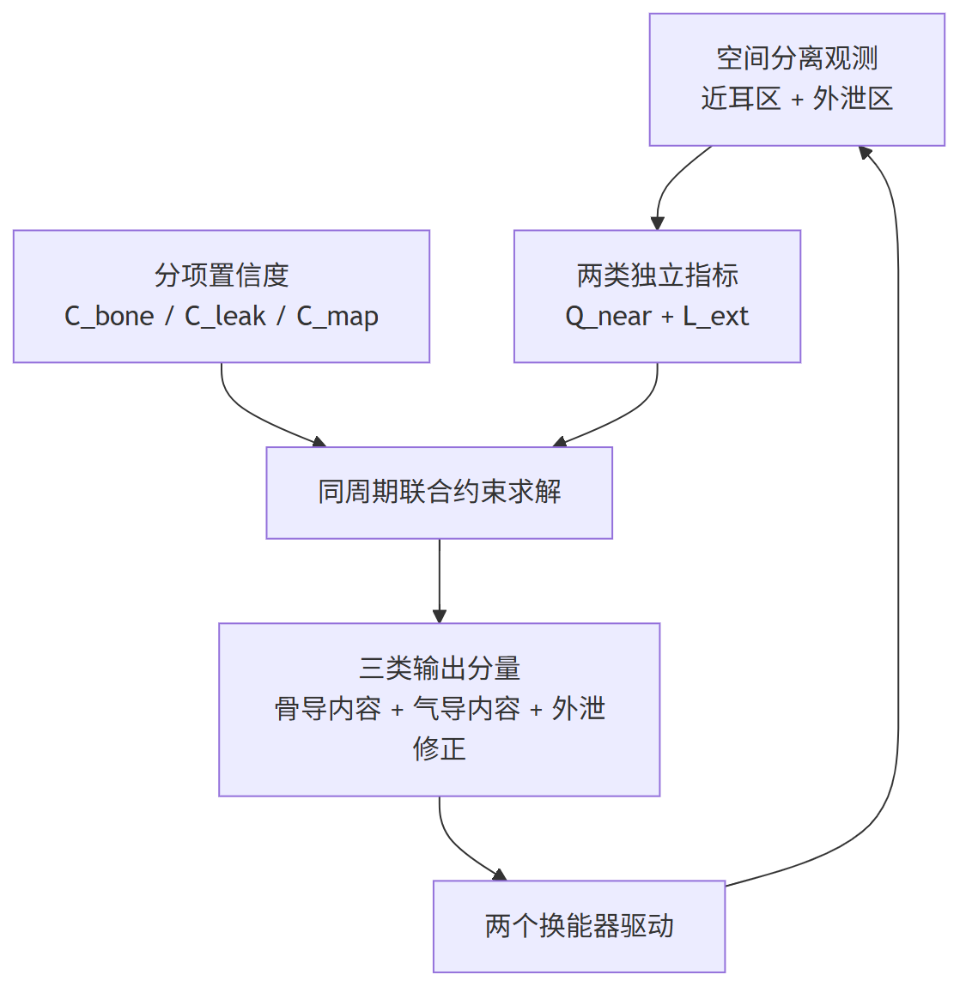 空间分离观测
近耳区 + 外泄区
分项置信度
C_bone / C_leak / C_map
两类独立指标
Q_near + L_ext
同周期联合约束求解
三类输出分量
骨导内容 + 气导内容 + 外泄
修正
两个换能器驱动